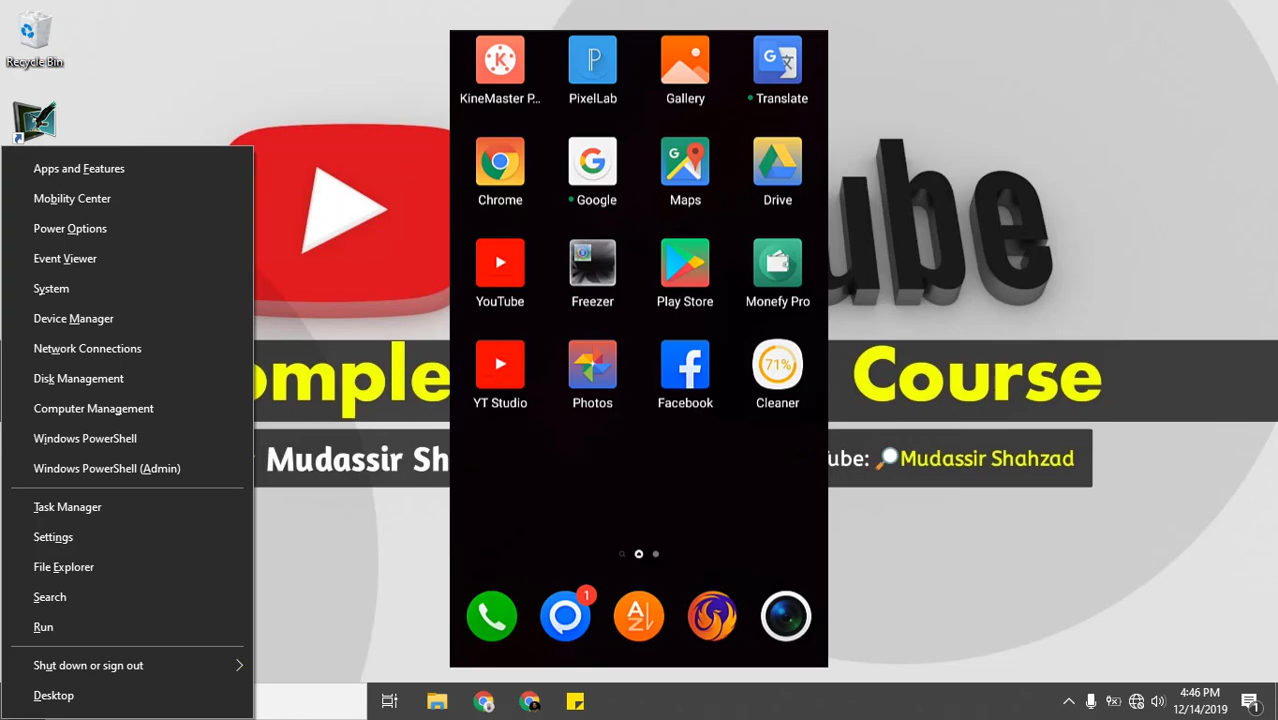 Recycle Bin
Apps and Features
Mobility Center
Power Options
Event Viewer
System
Device Manager
Network Connections
Disk Management
Computer Management
Windows PowerShell
Windows PowerShell (Admin)
Task Manager
Settings
File Explorer
Search
Run
Shut down or sign out
Desktop
KineMaster P...
PixelLab
Gallery
Translate
Chrome
Google
Maps
Drive
YouTube
Freezer
Play Store
Monefy Pro
YT Studio
Photos
Facebook
71%
Cleaner
1
AZ
ube
omple Course
Mudassir Sh
ube: Mudassir Shahzad
4:46 PM
12/14/2019
1